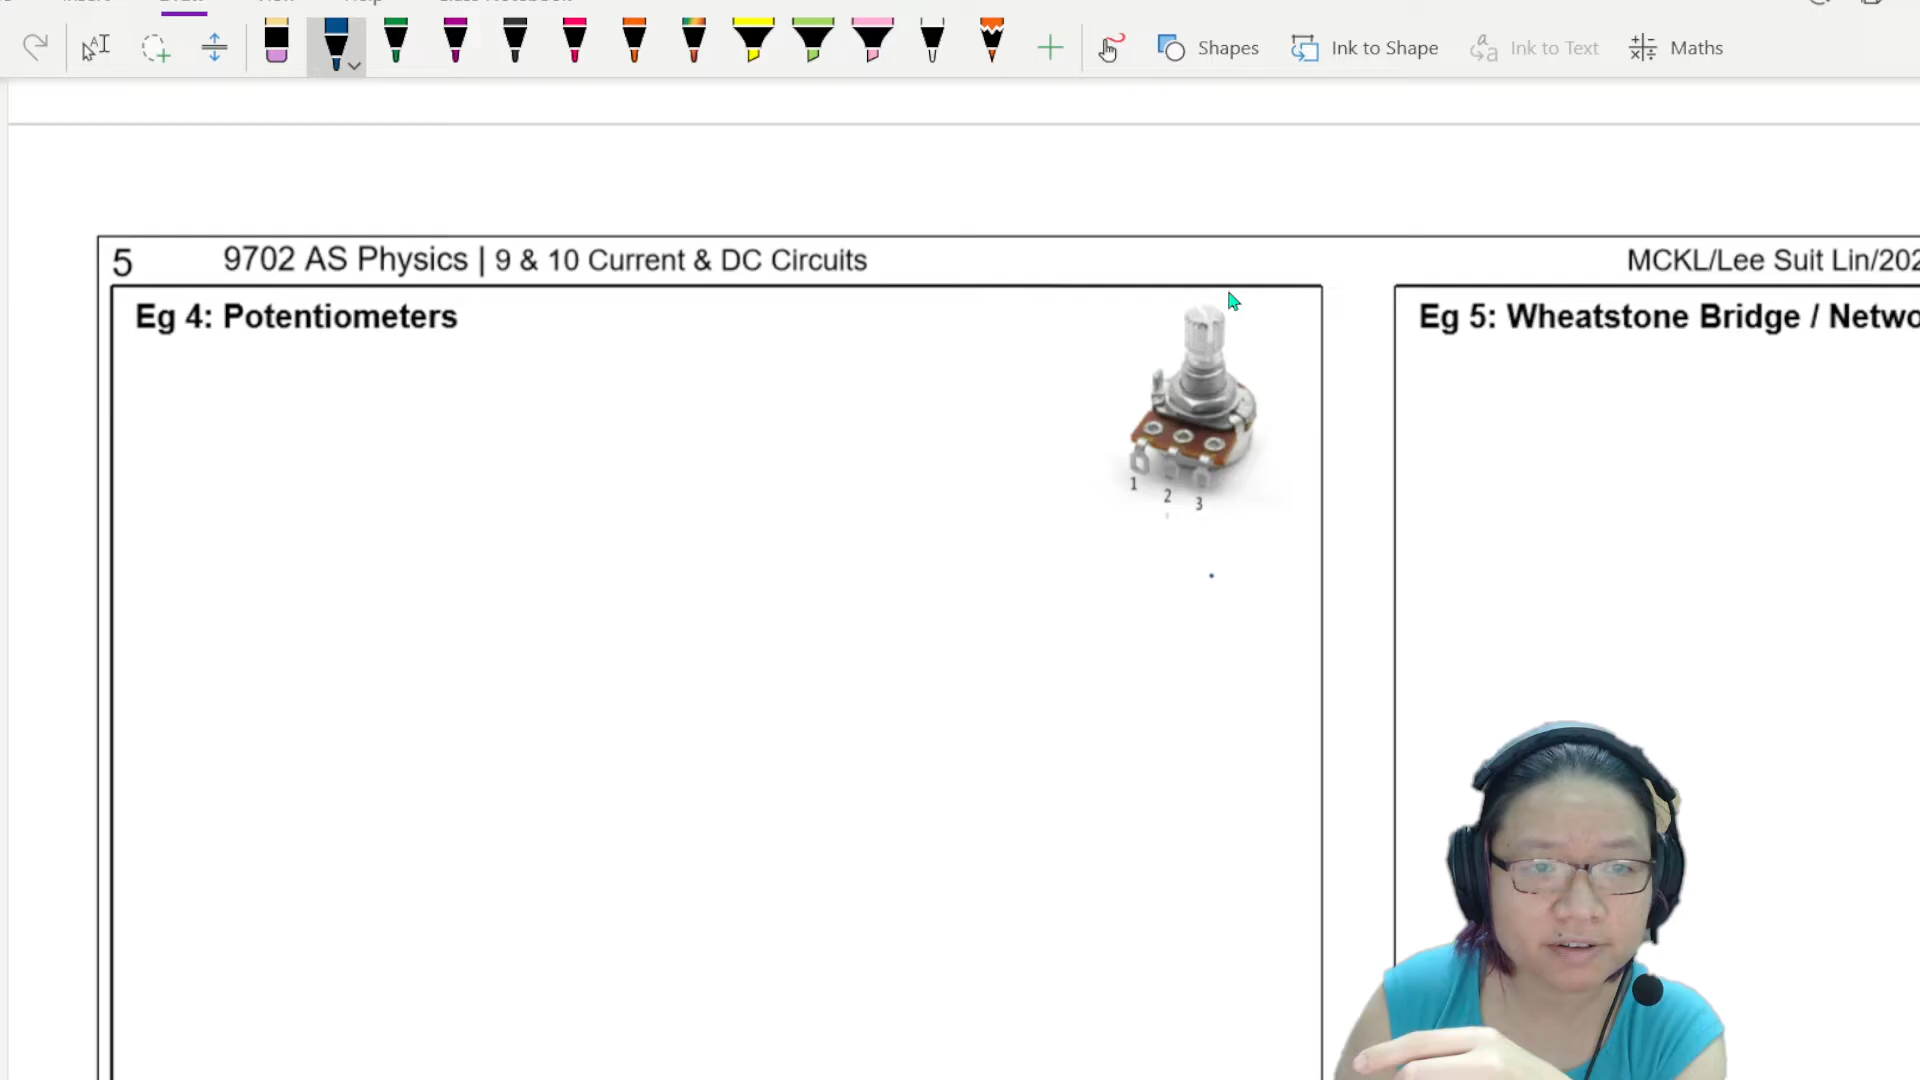 Shapes
Ink to Shape
Ink to Text
Maths
5
9702 AS Physics | 9 & 10 Current & DC Circuits
MCKL/Lee Suit Lin/202
Eg 4: Potentiometers
1
2
3
Eg 5: Wheatstone Bridge / Netwo